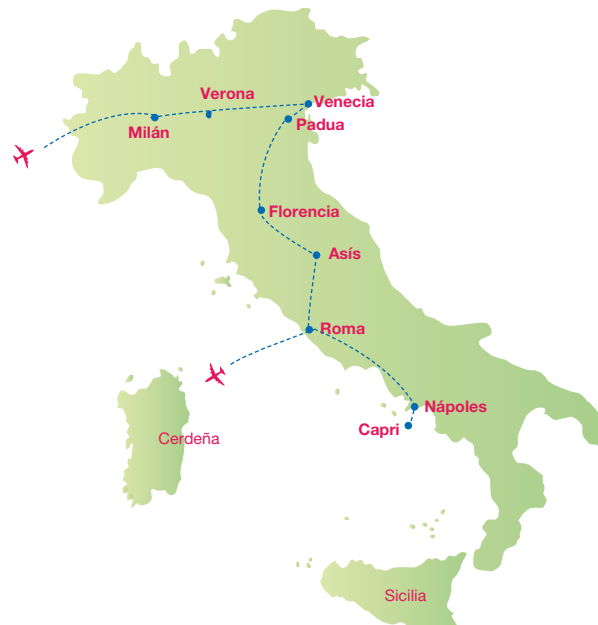 Verona
Venecia
Milán
Padua
Florencia
Asís
Roma
Nápoles
Capri
Cerdeña
Sicilia